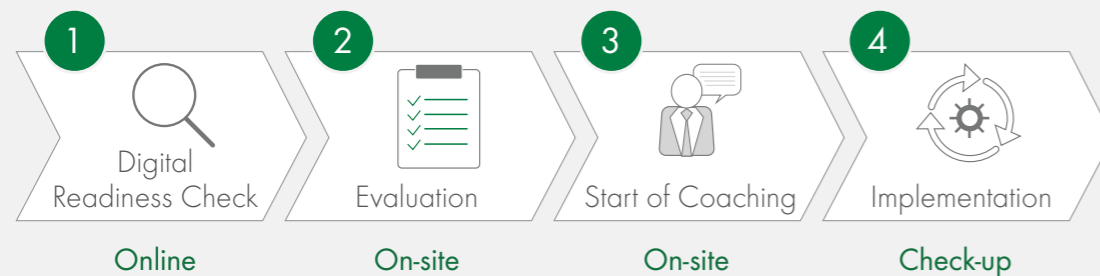 1
Digital
Readiness Check
Online
2
Evaluation
On-site
3
Start of Coaching
On-site
4
Implementation
Check-up